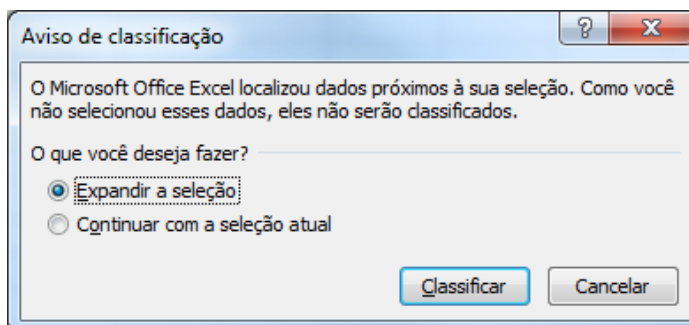 Aviso de classificação
O Microsoft Office Excel localizou dados próximos à sua seleção. Como você
não selecionou esses dados, eles não serão classificados.
O que você deseja fazer?
Expandir a seleção
Continuar com a seleção atual
Classificar Cancelar